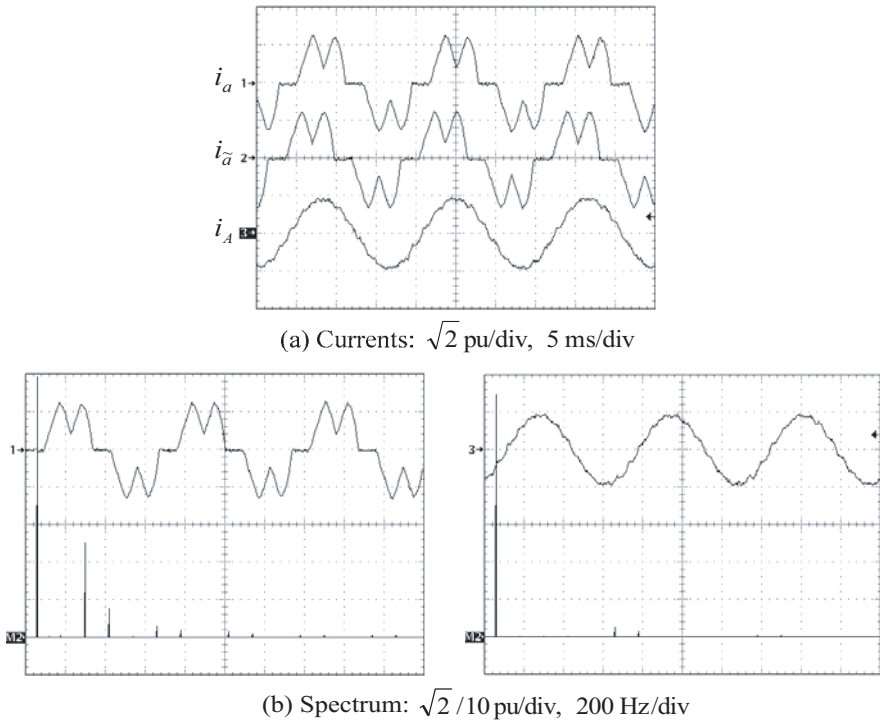 i_a 1→
i_ã 2→
i_A 3→
(a) Currents: √2 pu/div, 5 ms/div
1→ 3→
M2 M2
(b) Spectrum: √2 /10 pu/div, 200 Hz/div